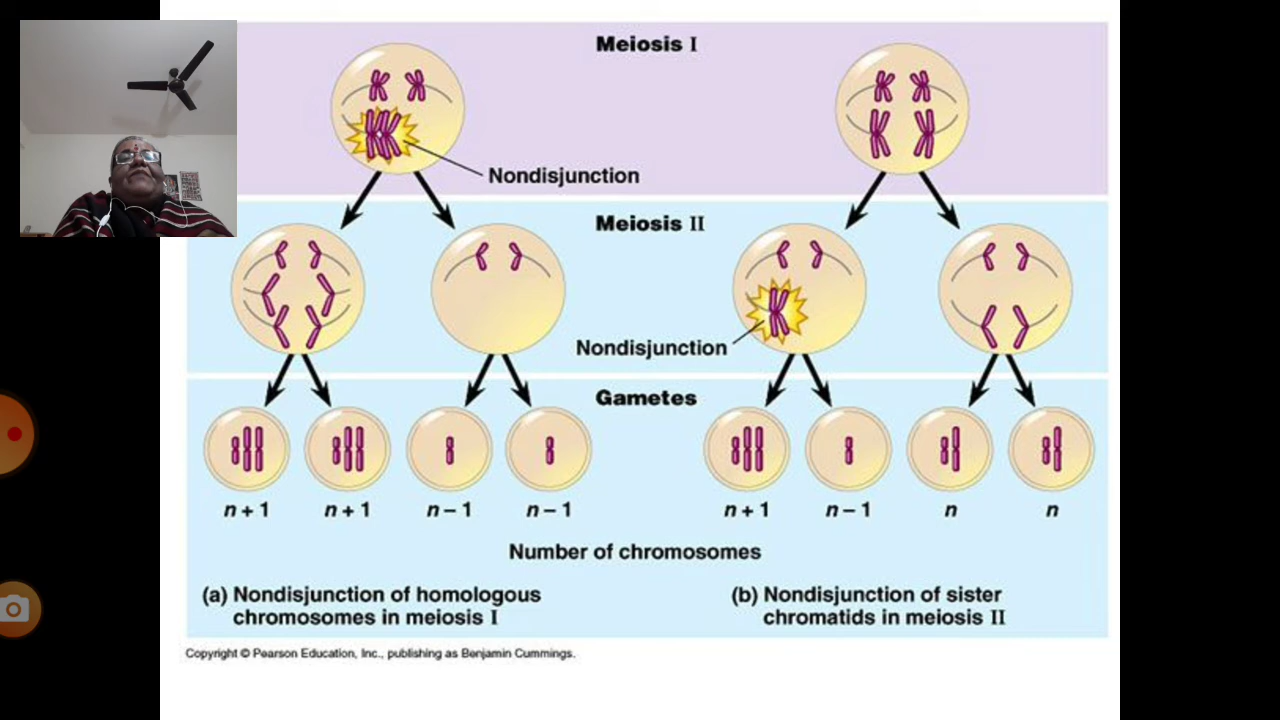 Meiosis I
Nondisjunction
Meiosis II
Nondisjunction
Gametes
n + 1 n + 1 n – 1 n – 1 n + 1 n – 1 n n
Number of chromosomes
(a) Nondisjunction of homologous
chromosomes in meiosis I
(b) Nondisjunction of sister
chromatids in meiosis II
Copyright © Pearson Education, Inc., publishing as Benjamin Cummings.